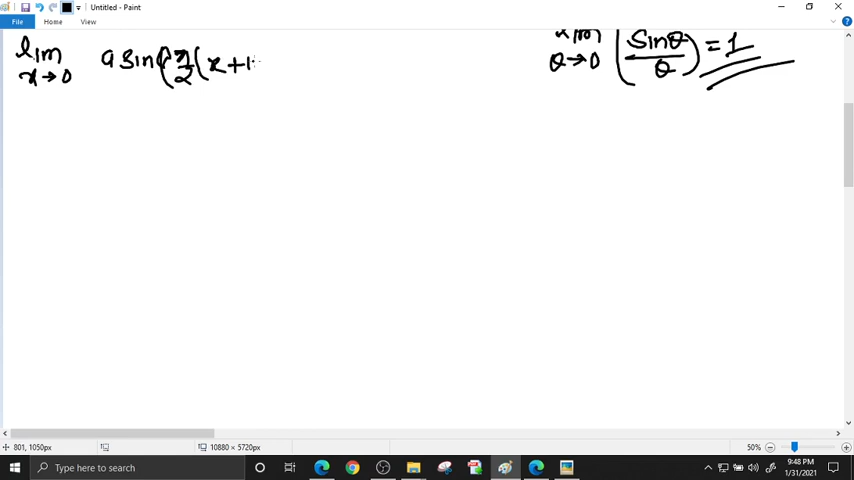 Untitled - Paint
File Home View
lim
x→0 a sin(π/2(x+1
lim
θ→0 (sinθ/θ) = 1
801, 1050px
10880 × 5720px
50%
Type here to search
9:48 PM
1/31/2021